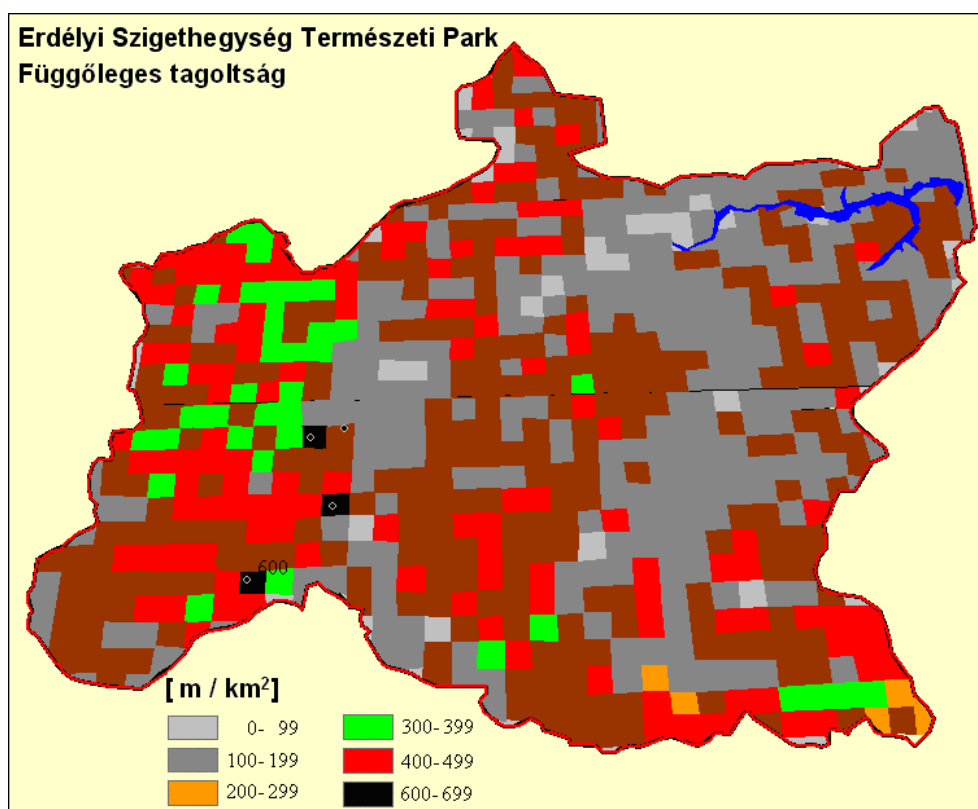 Erdélyi Szigethegység Természeti Park
Függőleges tagoltság
600
[ m / km²]
0- 99
100-199
200-299
300-399
400-499
600-699